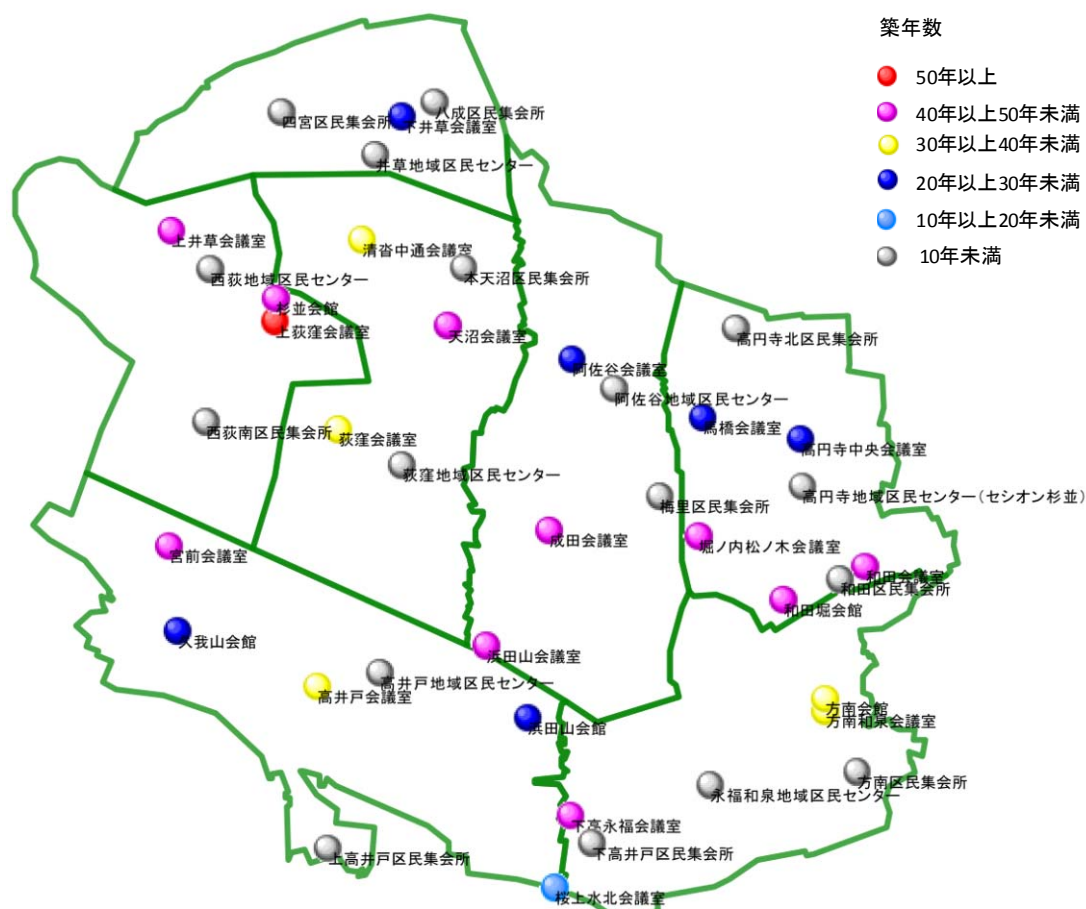 築年数
50年以上
40年以上50年未満
30年以上40年未満
20年以上30年未満
10年以上20年未満
10年未満
八成区民集会所
四宮区民集会所
下井草会議室
井草地域区民センター
上井草会議室
清沓中通会議室
西荻地域区民センター
本天沼区民集会所
杉並会館
上荻窪会議室
天沼会議室
高円寺北区民集会所
阿佐谷会議室
阿佐谷地域区民センター
馬橋会議室
西荻南区民集会所
荻窪会議室
高円寺中央会議室
荻窪地域区民センター
高円寺地域区民センター(セシオン杉並)
梅里区民集会所
成田会議室
堀ノ内松ノ木会議室
宮前会議室
和田会議室
和田区民集会所
和田堀会館
久我山会館
浜田山会議室
高井戸地域区民センター
高井戸会議室
方南会館
方南和泉会議室
浜田山会館
方南区民集会所
永福和泉地域区民センター
下高永福会議室
下高井戸区民集会所
上高井戸区民集会所
桜上水北会議室